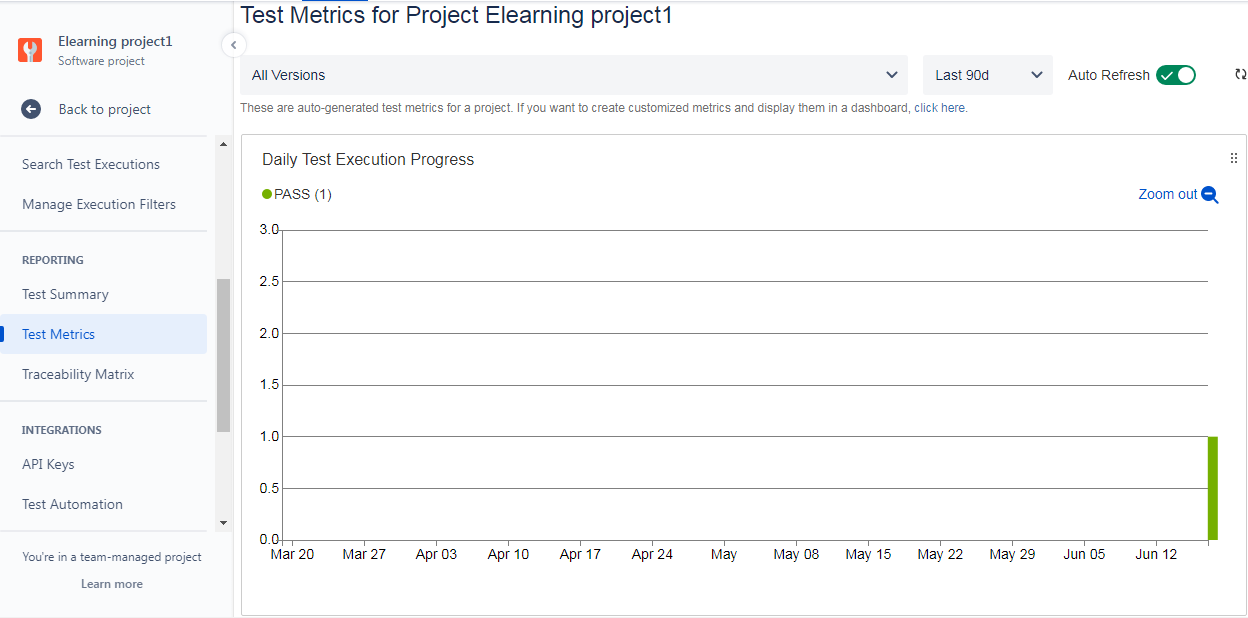 Elearning project1
Software project
Back to project
Search Test Executions
Manage Execution Filters
REPORTING
Test Summary
Test Metrics
Traceability Matrix
INTEGRATIONS
API Keys
Test Automation
You're in a team-managed project
Learn more
Test Metrics for Project Elearning project1
All Versions
Last 90d
Auto Refresh
These are auto-generated test metrics for a project. If you want to create customized metrics and display them in a dashboard, click here.
Daily Test Execution Progress
PASS (1)
Zoom out
3.0
2.5
2.0
1.5
1.0
0.5
0.0
Mar 20 Mar 27 Apr 03 Apr 10 Apr 17 Apr 24 May May 08 May 15 May 22 May 29 Jun 05 Jun 12